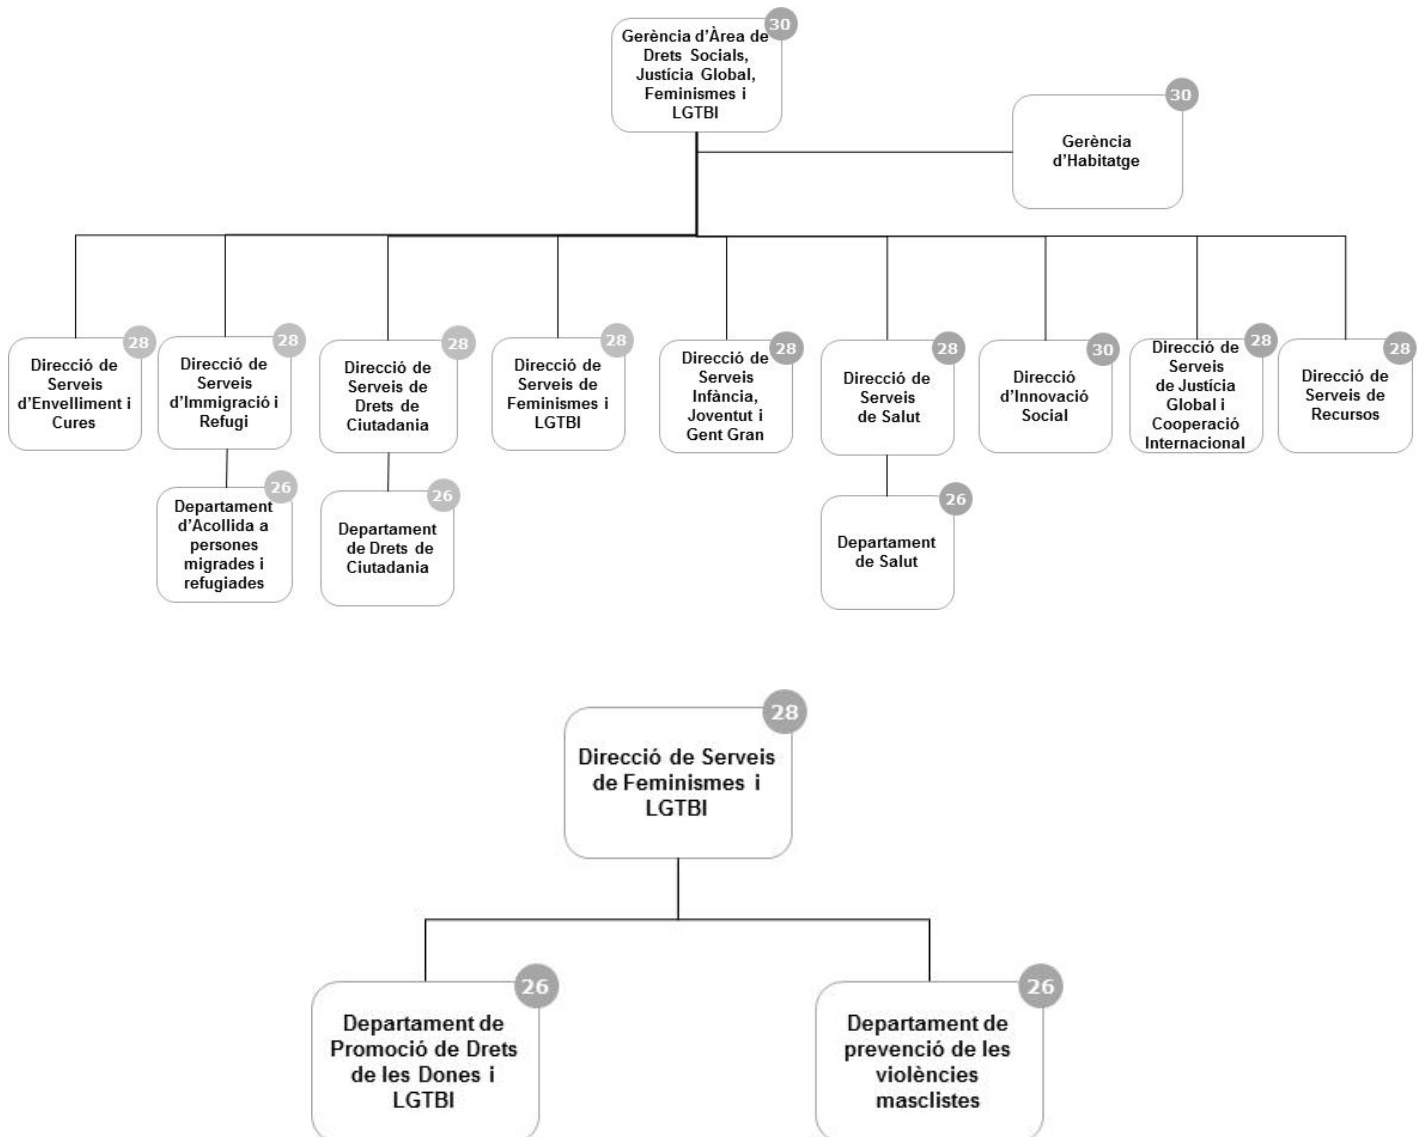 30
Gerència d'Àrea de
Drets Socials,
Justícia Global,
Feminismes i
LGTBI
30
Gerència
d'Habitatge
28
Direcció de
Serveis
d'Envelliment i
Cures
28
Direcció de
Serveis
d'Immigració i
Refugi
28
Direcció de
Serveis de
Drets de
Ciutadania
28
Direcció de
Serveis de
Feminismes i
LGTBI
28
Direcció de
Serveis
Infància,
Joventut i
Gent Gran
28
Direcció de
Serveis
de Salut
30
Direcció
d'Innovació
Social
28
Direcció de
Serveis
de Justícia
Global i
Cooperació
Internacional
28
Direcció de
Serveis de
Recursos
26
Departament
d'Acollida a
persones
migrades i
refugiades
26
Departament
de Drets de
Ciutadania
26
Departament
de Salut
28
Direcció de Serveis
de Feminismes i
LGTBI
26
Departament de
Promoció de Drets
de les Dones i
LGTBI
26
Departament de
prevenció de les
violències
masclistes